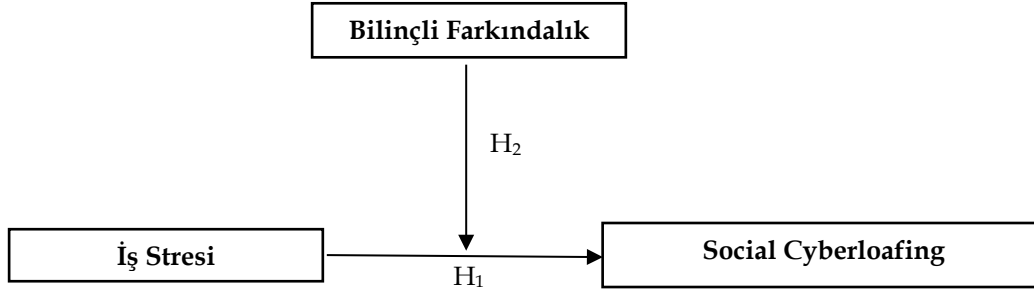 Bilinçli Farkındalık
H₂
İş Stresi
Social Cyberloafing
H₁